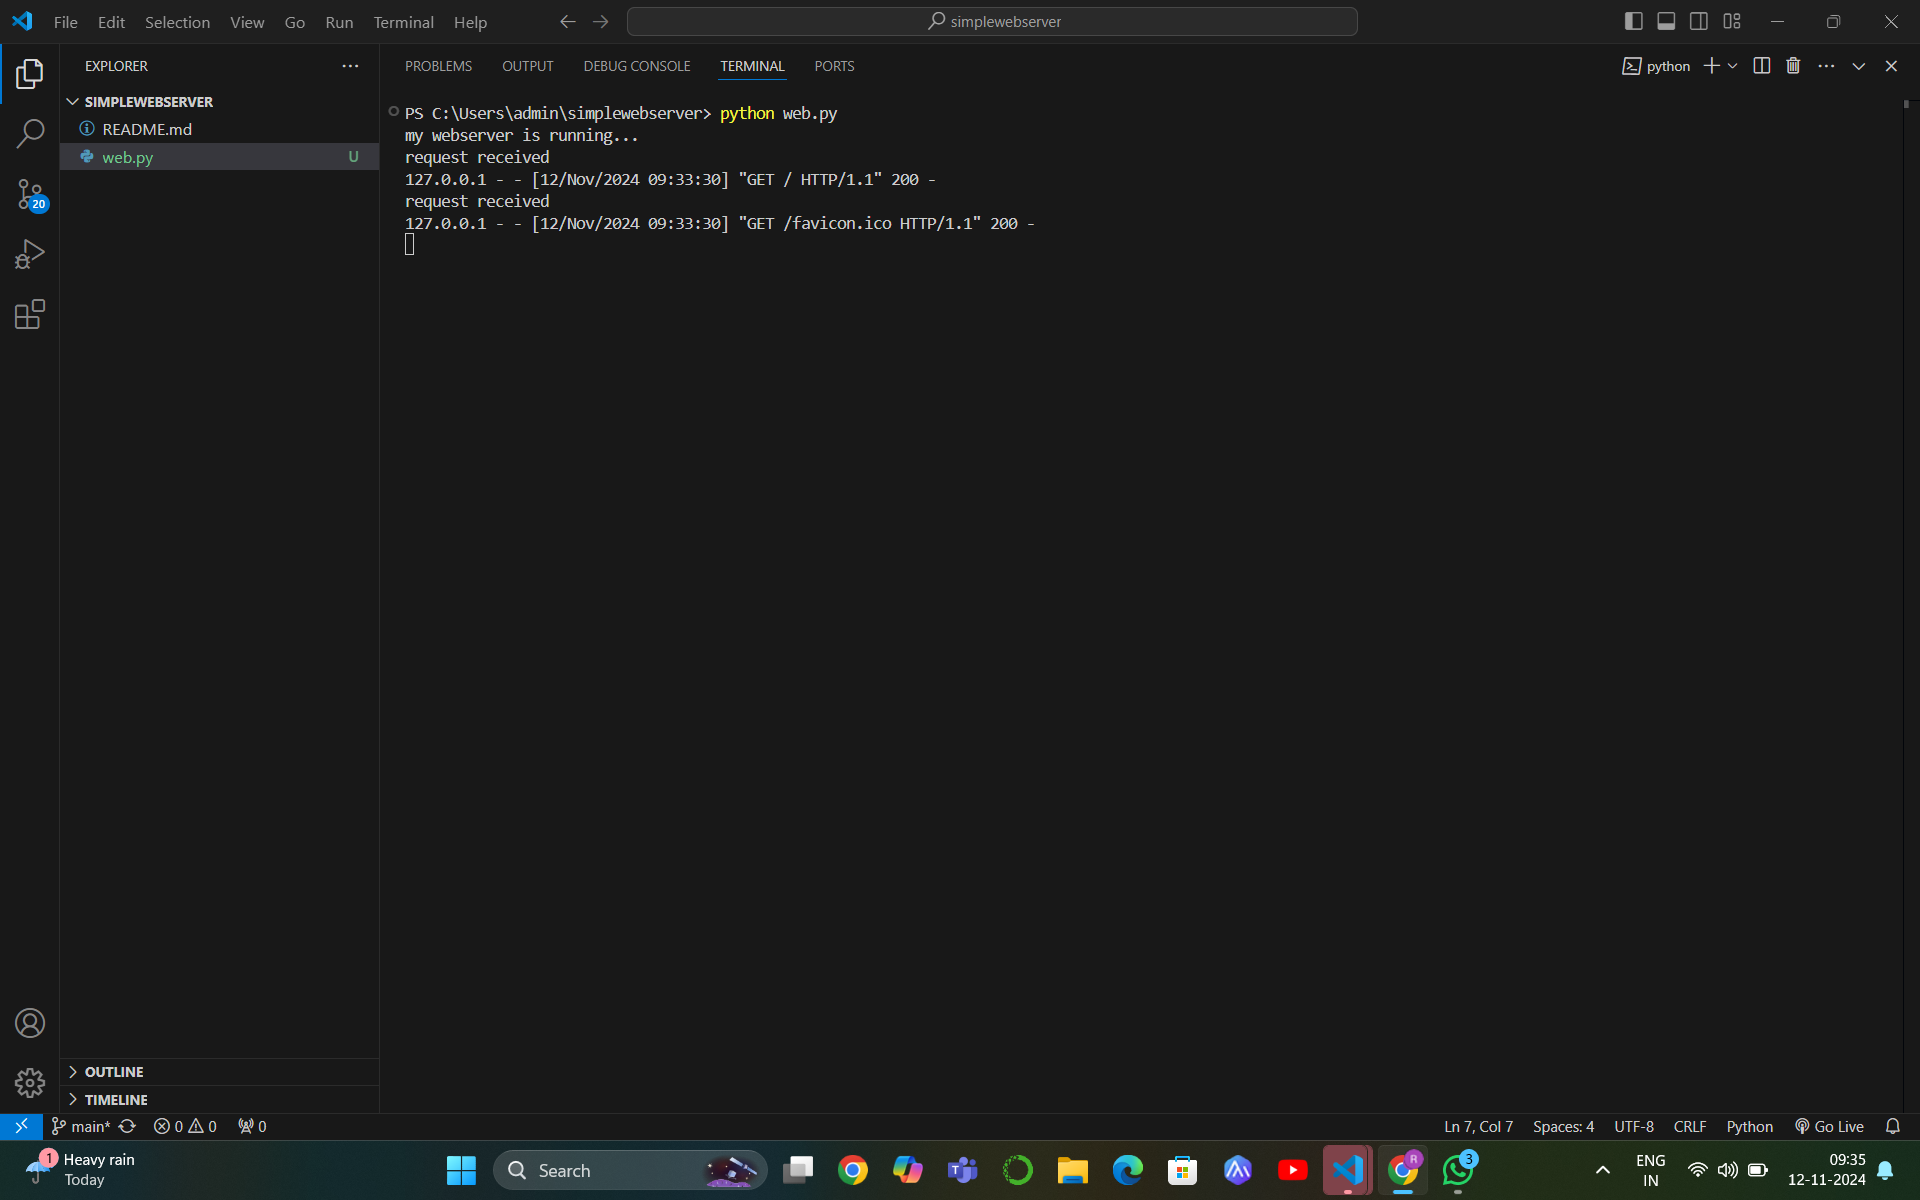 File Edit Selection View Go Run Terminal Help
simplewebserver
EXPLORER
SIMPLEWEBSERVER
README.md
web.py U
20
OUTLINE
TIMELINE
PROBLEMS OUTPUT DEBUG CONSOLE TERMINAL PORTS
python
PS C:\Users\admin\simplewebserver> python web.py
my webserver is running...
request received
127.0.0.1 - - [12/Nov/2024 09:33:30] "GET / HTTP/1.1" 200 -
request received
127.0.0.1 - - [12/Nov/2024 09:33:30] "GET /favicon.ico HTTP/1.1" 200 -
main* 0 0 0
Ln 7, Col 7 Spaces: 4 UTF-8 CRLF Python Go Live
1
Heavy rain
Today
Search
T
R
3
ENG
IN
09:35
12-11-2024